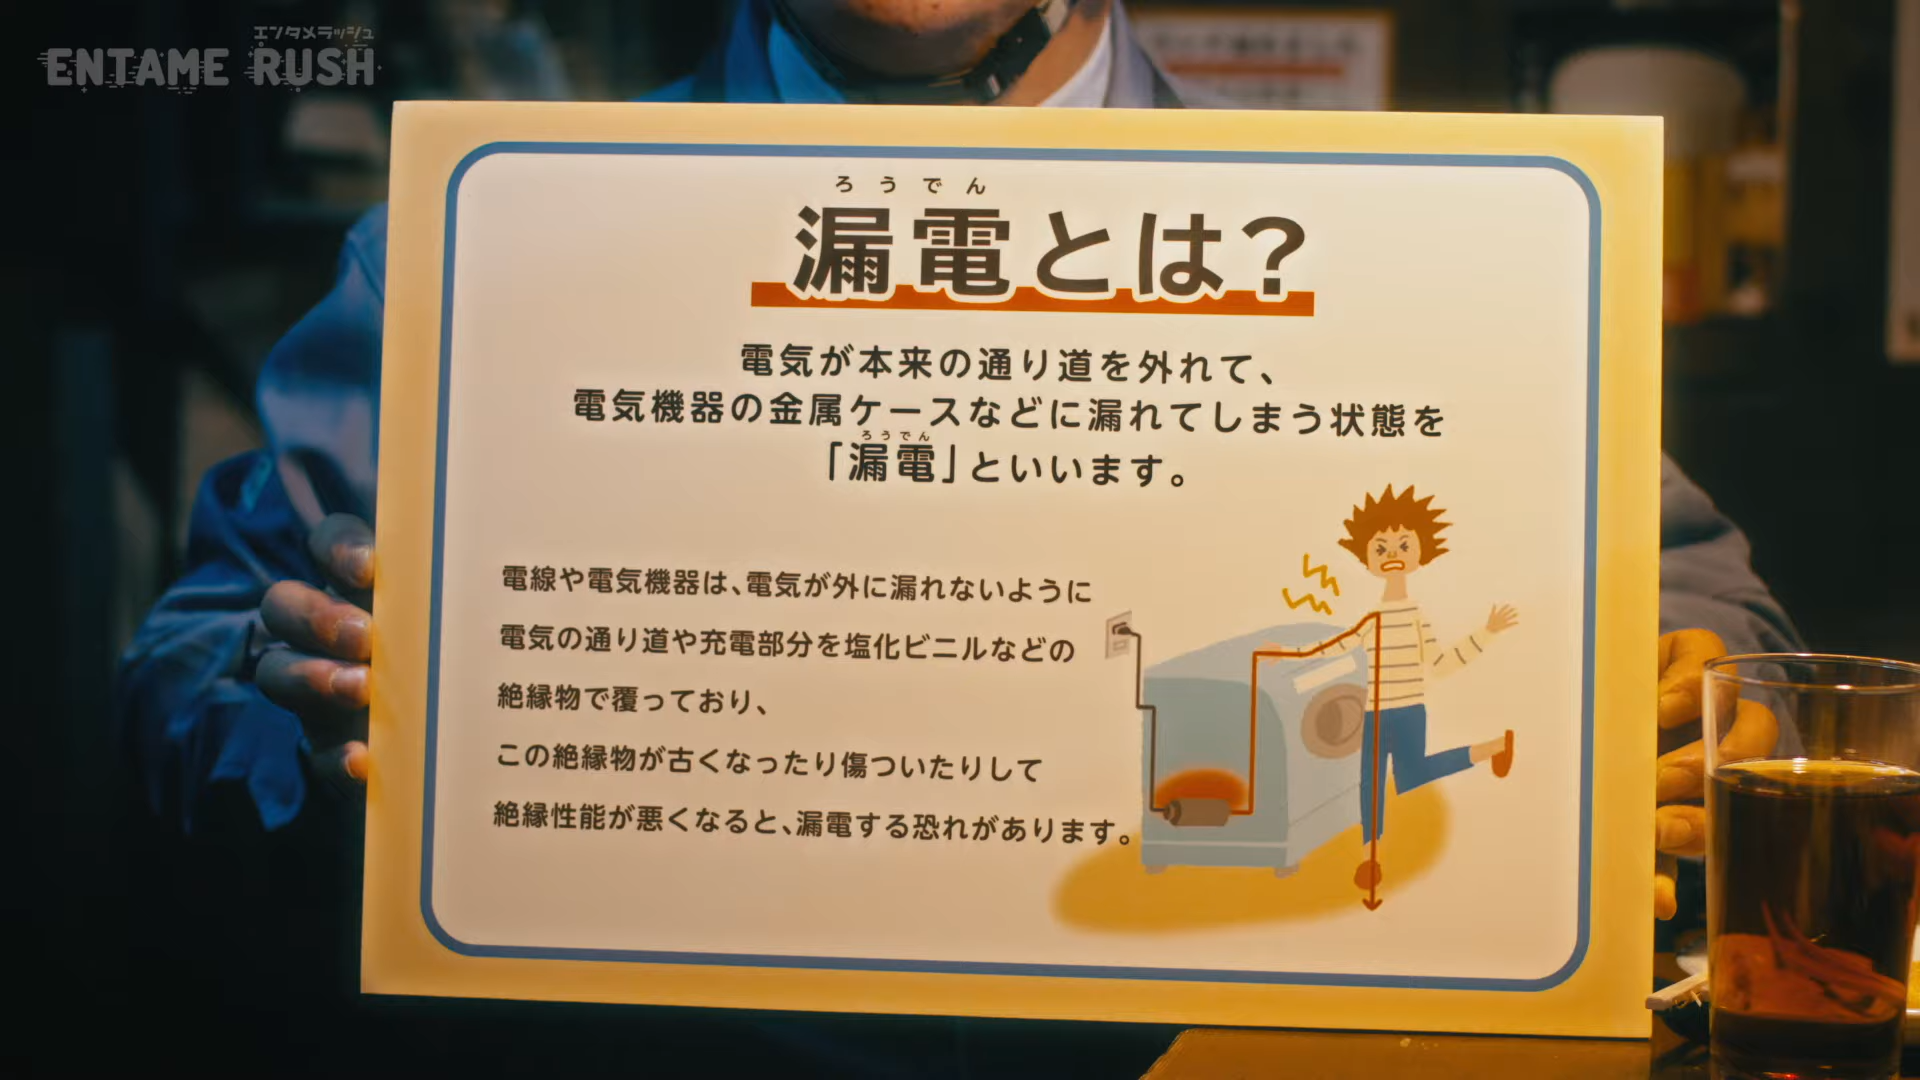 エンタメラッシュ
ENTAME RUSH
ろうでん
漏電とは?
電気が本来の通り道を外れて、
電気機器の金属ケースなどに漏れてしまう状態を
ろうでん
「漏電」といいます。
電線や電気機器は、電気が外に漏れないように
電気の通り道や充電部分を塩化ビニルなどの
絶縁物で覆っており、
この絶縁物が古くなったり傷ついたりして
絶縁性能が悪くなると、漏電する恐れがあります。